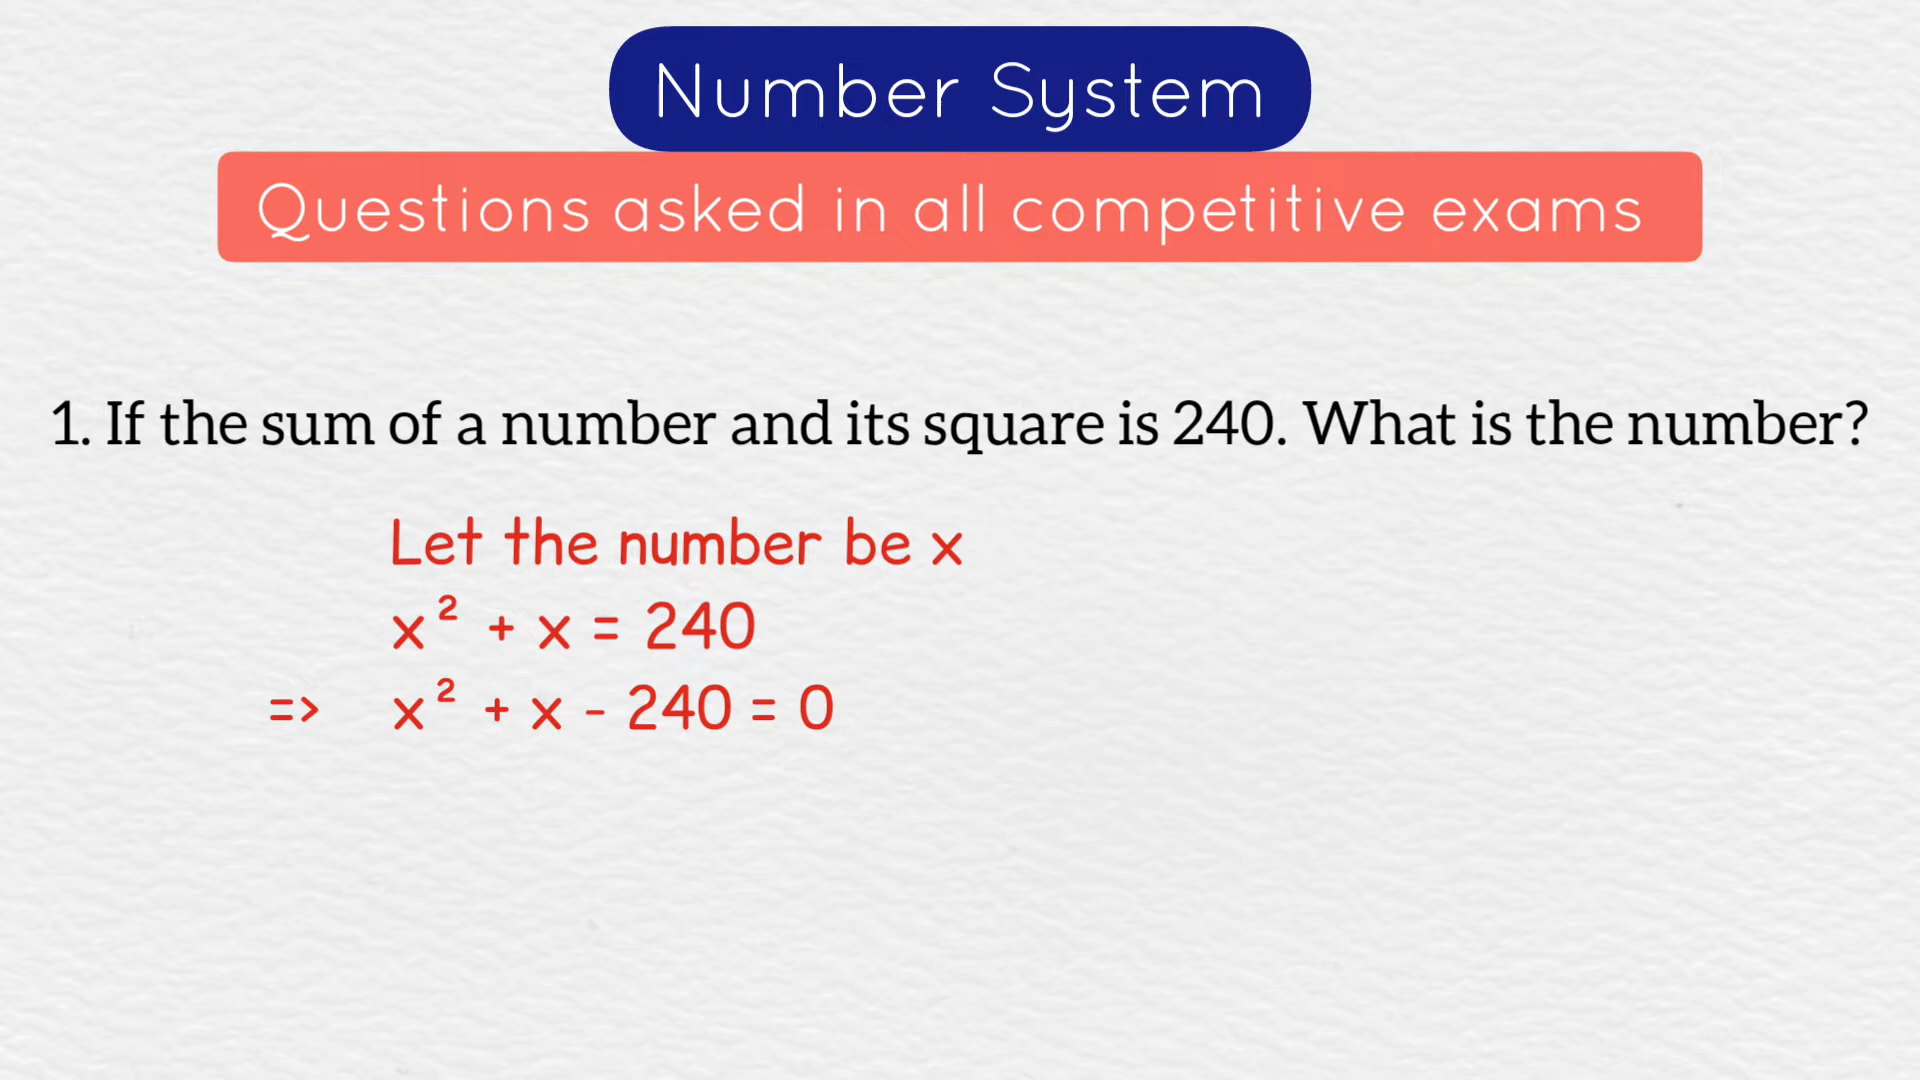 Number System
Questions asked in all competitive exams
1. If the sum of a number and its square is 240. What is the number?
Let the number be x
x² + x = 240
=> x² + x - 240 = 0